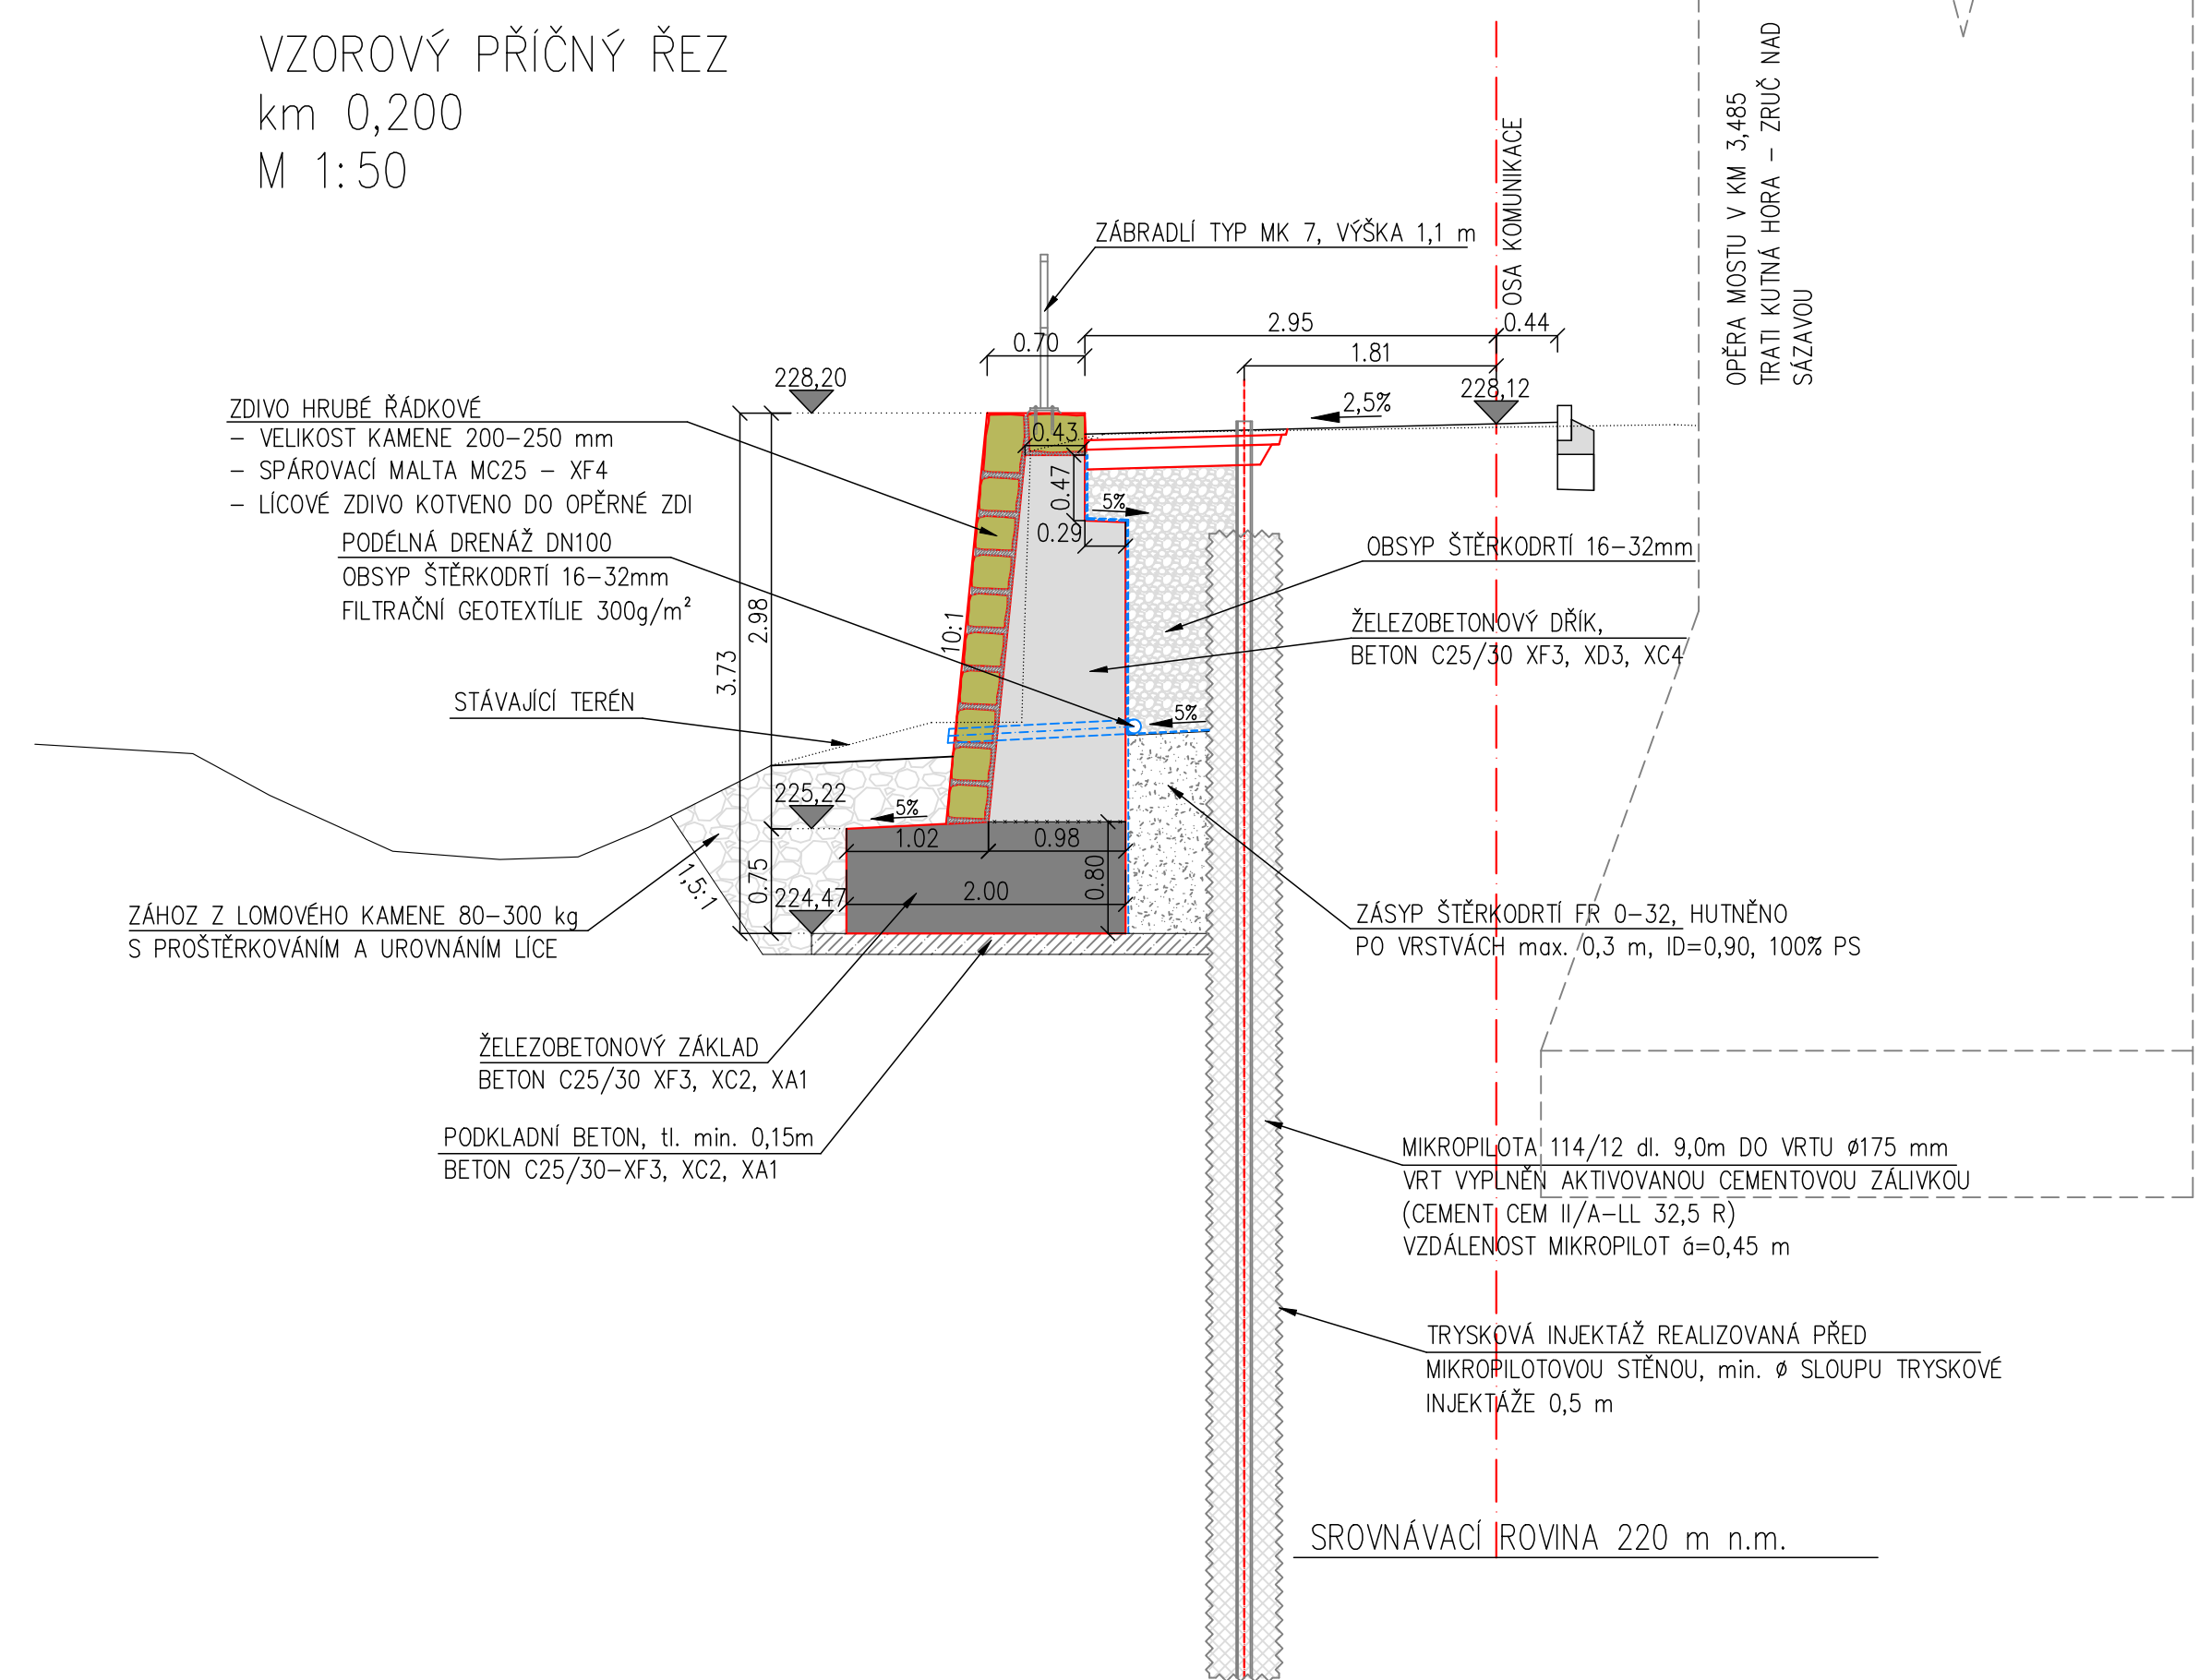 VZOROVÝ PŘÍČNÝ ŘEZ
km 0,200
M 1:50
OPĚRA MOSTU V KM 3,485
TRATI KUTNÁ HORA - ZRUČ NAD
SÁZAVOU
OSA KOMUNIKACE
ZÁBRADLÍ TYP MK 7, VÝŠKA 1,1 m
2.95
0.44
0.70
1.81
228,20
228,12
2,5%
ZDIVO HRUBÉ ŘÁDKOVÉ
- VELIKOST KAMENE 200-250 mm
- SPÁROVACÍ MALTA MC25 - XF4
- LÍCOVÉ ZDIVO KOTVENO DO OPĚRNÉ ZDI
0.43
0.47
5%
0.29
PODÉLNÁ DRENÁŽ DN100
OBSYP ŠTĚRKODRTÍ 16-32mm
FILTRAČNÍ GEOTEXTÍLIE 300g/m²
OBSYP ŠTĚRKODRTÍ 16-32mm
ŽELEZOBETONOVÝ DŘÍK,
BETON C25/30 XF3, XD3, XC4
10:1
2.98
3.73
STÁVAJÍCÍ TERÉN
5%
225,22
5%
1.02
0.98
0.80
2.00
0.75
224,47
1,5:1
ZÁHOZ Z LOMOVÉHO KAMENE 80-300 kg
S PROŠTĚRKOVÁNÍM A UROVNÁNÍM LÍCE
ZÁSYP ŠTĚRKODRTÍ FR 0-32, HUTNĚNO
PO VRSTVÁCH max. 0,3 m, ID=0,90, 100% PS
ŽELEZOBETONOVÝ ZÁKLAD
BETON C25/30 XF3, XC2, XA1
PODKLADNÍ BETON, tl. min. 0,15m
BETON C25/30-XF3, XC2, XA1
MIKROPILOTA 114/12 dl. 9,0m DO VRTU ø175 mm
VRT VYPLNĚN AKTIVOVANOU CEMENTOVOU ZÁLIVKOU
(CEMENT CEM II/A-LL 32,5 R)
VZDÁLENOST MIKROPILOT á=0,45 m
TRYSKOVÁ INJEKTÁŽ REALIZOVANÁ PŘED
MIKROPILOTOVOU STĚNOU, min. ø SLOUPU TRYSKOVÉ
INJEKTÁŽE 0,5 m
SROVNÁVACÍ ROVINA 220 m n.m.